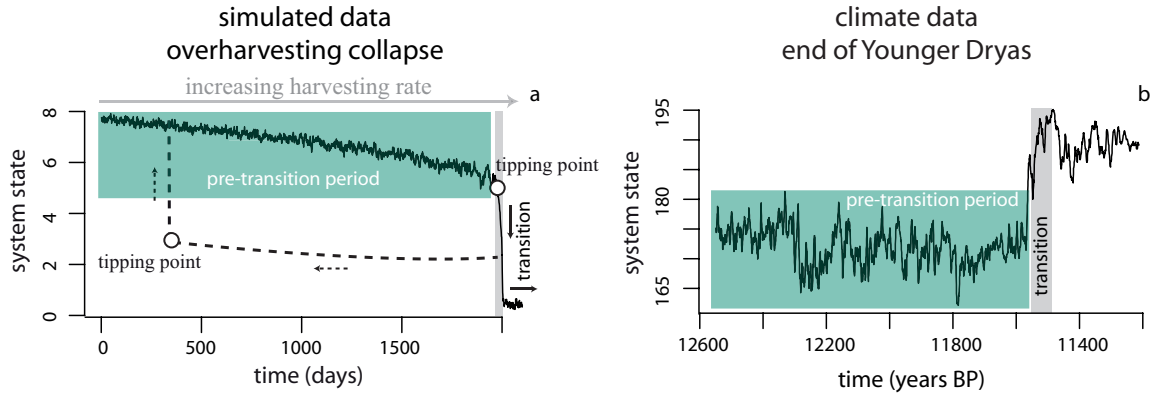 simulated data
overharvesting collapse
increasing harvesting rate
a
8
6
4
2
0
system state
pre-transition period
tipping point
tipping point
transition
0
500
1000
1500
time (days)
climate data
end of Younger Dryas
b
195
180
165
system state
pre-transition period
transition
12600
12200
11800
11400
time (years BP)